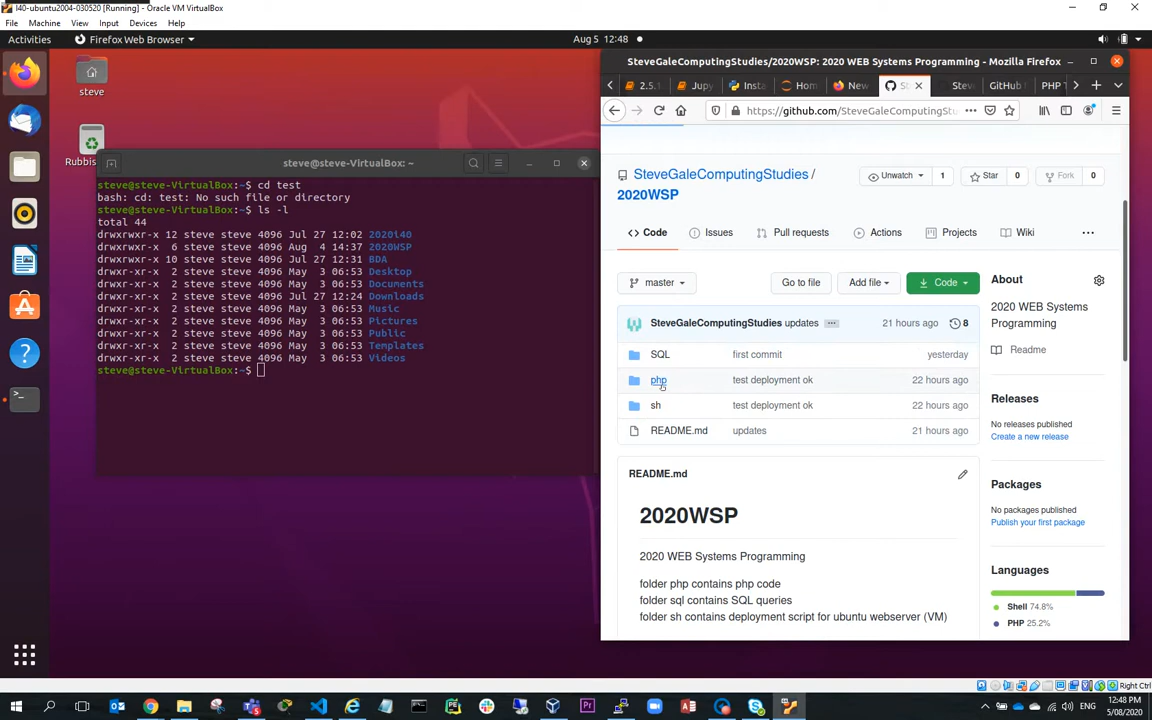 l40-ubuntu2004-030520 [Running] - Oracle VM VirtualBox
File Machine View Input Devices Help
Activities Firefox Web Browser Aug 5 12:48
steve
Rubbis
steve@steve-VirtualBox: ~
steve@steve-VirtualBox:~$ cd test
bash: cd: test: No such file or directory
steve@steve-VirtualBox:~$ ls -l
total 44
drwxrwxr-x 12 steve steve 4096 Jul 27 12:02 2020i40
drwxrwxr-x 6 steve steve 4096 Aug 4 14:37 2020WSP
drwxr-xr-x 10 steve steve 4096 Jul 27 12:31 BDA
drwxr-xr-x 2 steve steve 4096 May 3 06:53 Desktop
drwxr-xr-x 2 steve steve 4096 May 3 06:53 Documents
drwxr-xr-x 2 steve steve 4096 Jul 27 12:24 Downloads
drwxr-xr-x 2 steve steve 4096 May 3 06:53 Music
drwxr-xr-x 2 steve steve 4096 May 3 06:53 Pictures
drwxr-xr-x 2 steve steve 4096 May 3 06:53 Public
drwxr-xr-x 2 steve steve 4096 May 3 06:53 Templates
drwxr-xr-x 2 steve steve 4096 May 3 06:53 Videos
steve@steve-VirtualBox:~$
SteveGaleComputingStudies/2020WSP: 2020 WEB Systems Programming - Mozilla Firefox
2.5. Jupy Insta Hom New St Stev GitHub PHP T
https://github.com/SteveGaleComputingStu
SteveGaleComputingStudies /
2020WSP
Unwatch 1 Star 0 Fork 0
Code Issues Pull requests Actions Projects Wiki
master Go to file Add file Code
SteveGaleComputingStudies updates 21 hours ago 8
SQL first commit yesterday
php test deployment ok 22 hours ago
sh test deployment ok 22 hours ago
README.md updates 21 hours ago
README.md
2020WSP
2020 WEB Systems Programming
folder php contains php code
folder sql contains SQL queries
folder sh contains deployment script for ubuntu webserver (VM)
About
2020 WEB Systems
Programming
Readme
Releases
No releases published
Create a new release
Packages
No packages published
Publish your first package
Languages
Shell 74.8%
PHP 25.2%
Right Ctrl
ENG
12:48 PM
5/08/2020